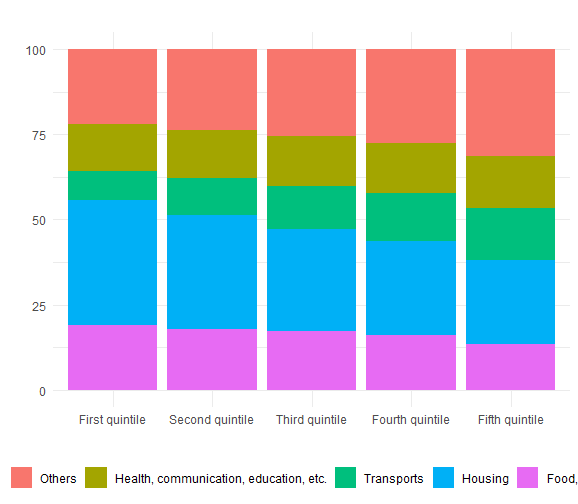 100
75
50
25
0
First quintile Second quintile Third quintile Fourth quintile Fifth quintile
Others Health, communication, education, etc. Transports Housing Food,